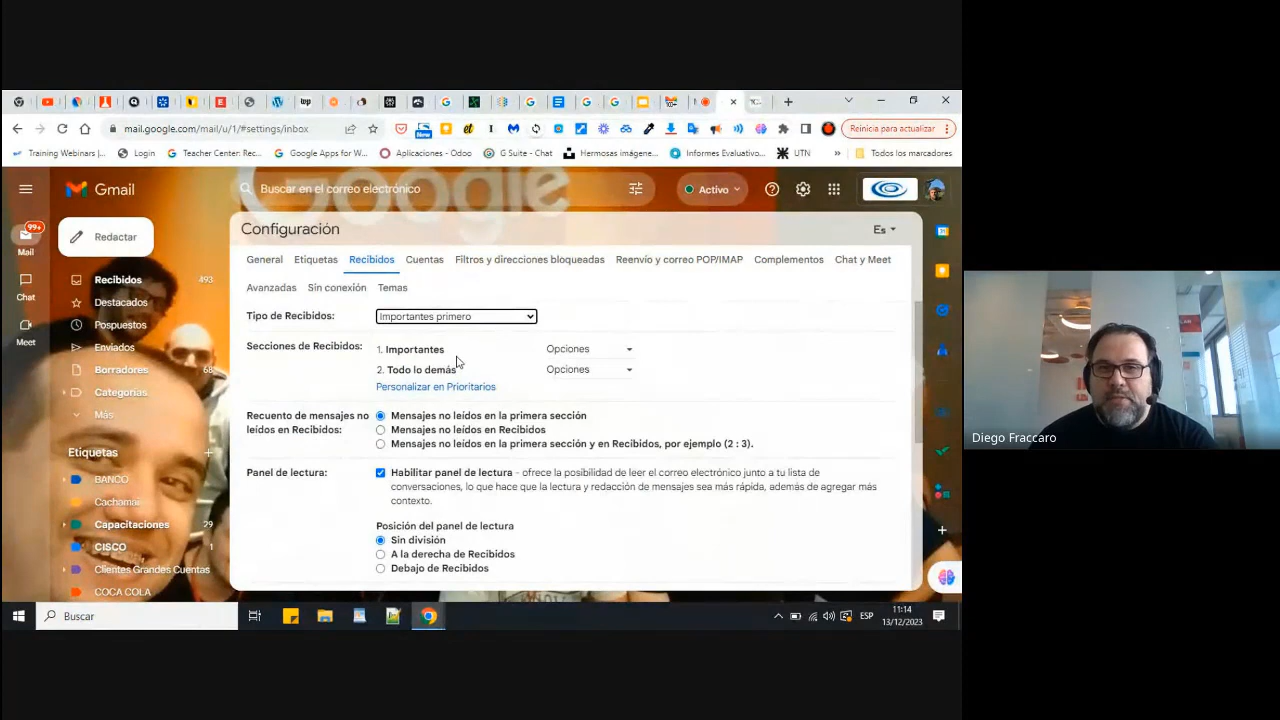 mail.google.com/mail/u/1/#settings/inbox
New
Reinicia para actualizar
Training Webinars |...
Login
Teacher Center: Rec...
Google Apps for W...
Aplicaciones - Odoo
G Suite - Chat
Hermosas imágene...
Informes Evaluativo...
UTN
»
Todos los marcadores
Gmail
Buscar en el correo electrónico
Activo
Google
99+
Mail
Chat
Meet
Redactar
Recibidos 493
Destacados
Pospuestos
Enviados
Borradores 68
Categorías
Más
Etiquetas
BANCO
Cachamai
Capacitaciones 29
CISCO 1
Clientes Grandes Cuentas
COCA COLA
Configuración
Es
General Etiquetas Recibidos Cuentas Filtros y direcciones bloqueadas Reenvío y correo POP/IMAP Complementos Chat y Meet
Avanzadas Sin conexión Temas
Tipo de Recibidos: Importantes primero
Secciones de Recibidos: 1. Importantes Opciones
2. Todo lo demás Opciones
Personalizar en Prioritarios
Recuento de mensajes no Mensajes no leídos en la primera sección
leídos en Recibidos: Mensajes no leídos en Recibidos
Mensajes no leídos en la primera sección y en Recibidos, por ejemplo (2 : 3).
Panel de lectura: Habilitar panel de lectura - ofrece la posibilidad de leer el correo electrónico junto a tu lista de
conversaciones, lo que hace que la lectura y redacción de mensajes sea más rápida, además de agregar más
contexto.
Posición del panel de lectura
Sin división
A la derecha de Recibidos
Debajo de Recibidos
Buscar
ESP
11:14
13/12/2023
Diego Fraccaro